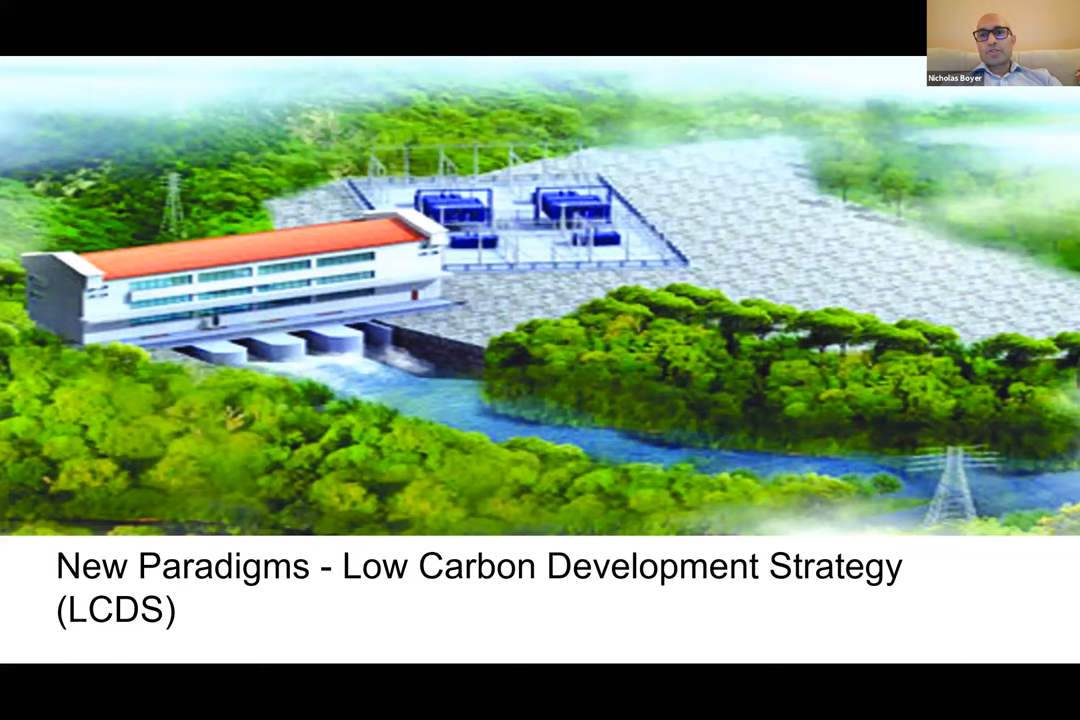 Nicholas Boyer
New Paradigms - Low Carbon Development Strategy
(LCDS)